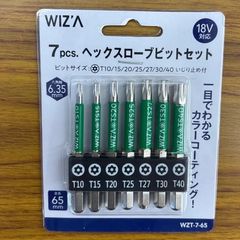 WIZ'A
18V
対応
7pcs. ヘックスローブビットセット
ビットサイズ T10/15/20/25/27/30/40 いじり止め付
6.35
一目でわかる
カラーコーティング!
65
mm
T10 T15 T20 T25 T27 T30 T40
WZT-7-65